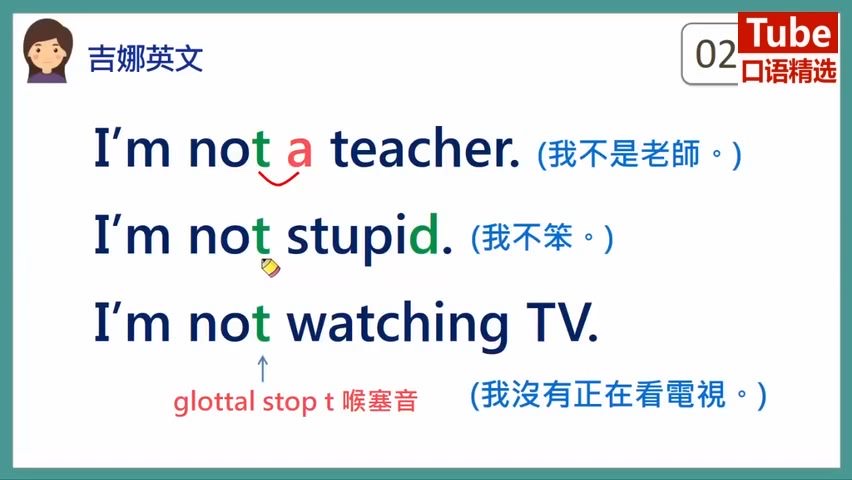 吉娜英文
02
Tube
口语精选
I'm not a teacher. (我不是老師。)
I'm not stupid. (我不笨。)
I'm not watching TV.
glottal stop t 喉塞音
(我沒有正在看電視。)